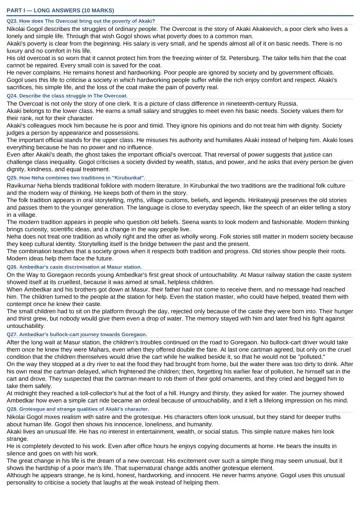 PART I — LONG ANSWERS (10 MARKS)
Q23. How does The Overcoat bring out the poverty of Akaki?
Nikolai Gogol describes the struggles of ordinary people. The Overcoat is the story of Akaki Akakievich, a poor clerk who lives a
lonely and simple life. Through that wish Gogol shows what poverty does to a common man.
Akaki's poverty is clear from the beginning. His salary is very small, and he spends almost all of it on basic needs. There is no
luxury and no comfort in his life.
His old overcoat is so worn that it cannot protect him from the freezing winter of St. Petersburg. The tailor tells him that the coat
cannot be repaired. Every small coin is saved for the coat.
He never complains. He remains honest and hardworking. Poor people are ignored by society and by government officials.
Gogol uses this life to criticize a society in which hardworking people suffer while the rich enjoy comfort and respect. Akaki's
sacrifices, his simple life, and the loss of the coat make the pain of poverty real.
Q24. Describe the class struggle in The Overcoat.
The Overcoat is not only the story of one clerk. It is a picture of class difference in nineteenth-century Russia.
Akaki belongs to the lower class. He earns a small salary and struggles to meet even his basic needs. Society values them for
their rank, not for their character.
Akaki's colleagues mock him because he is poor and timid. They ignore his opinions and do not treat him with dignity. Society
judges a person by appearance and possessions.
The important official stands for the upper class. He misuses his authority and humiliates Akaki instead of helping him. Akaki loses
everything because he has no power and no influence.
Even after Akaki's death, the ghost takes the important official's overcoat. That reversal of power suggests that justice can
challenge class inequality. Gogol criticizes a society divided by wealth, status, and power, and he asks that every person be given
dignity, kindness, and equal treatment.
Q25. How Neha combines two traditions in "Kirubunkal".
Ravikumar Neha blends traditional folklore with modern literature. In Kirubunkal the two traditions are the traditional folk culture
and the modern way of thinking. He keeps both of them in the story.
The folk tradition appears in oral storytelling, myths, village customs, beliefs, and legends. Hirikatteyajji preserves the old stories
and passes them to the younger generation. The language is close to everyday speech, like the speech of an elder telling a story
in a village.
The modern tradition appears in people who question old beliefs. Seena wants to look modern and fashionable. Modern thinking
brings curiosity, scientific ideas, and a change in the way people live.
Neha does not treat one tradition as wholly right and the other as wholly wrong. Folk stories still matter in modern society because
they keep cultural identity. Storytelling itself is the bridge between the past and the present.
The combination teaches that a society grows when it respects both tradition and progress. Old stories show people their roots.
Modern ideas help them face the future.
Q26. Ambedkar's caste discrimination at Masur station.
On the Way to Goregaon records young Ambedkar's first great shock of untouchability. At Masur railway station the caste system
showed itself at its cruellest, because it was aimed at small, helpless children.
When Ambedkar and his brothers got down at Masur, their father had not come to receive them, and no message had reached
him. The children turned to the people at the station for help. Even the station master, who could have helped, treated them with
contempt once he knew their caste.
The small children had to sit on the platform through the day, rejected only because of the caste they were born into. Their hunger
and thirst grew, but nobody would give them even a drop of water. The memory stayed with him and later fired his fight against
untouchability.
Q27. Ambedkar's bullock-cart journey towards Goregaon.
After the long wait at Masur station, the children's troubles continued on the road to Goregaon. No bullock-cart driver would take
them once he knew they were Mahars, even when they offered double the fare. At last one cartman agreed, but only on the cruel
condition that the children themselves would drive the cart while he walked beside it, so that he would not be "polluted."
On the way they stopped at a dry river to eat the food they had brought from home, but the water there was too dirty to drink. After
his own meal the cartman delayed, which frightened the children; then, forgetting his earlier fear of pollution, he himself sat in the
cart and drove. They suspected that the cartman meant to rob them of their gold ornaments, and they cried and begged him to
take them safely.
At midnight they reached a toll-collector's hut at the foot of a hill. Hungry and thirsty, they asked for water. The journey showed
Ambedkar how even a simple cart ride became an ordeal because of untouchability, and it left a lifelong impression on his mind.
Q28. Grotesque and strange qualities of Akaki's character.
Nikolai Gogol mixes realism with satire and the grotesque. His characters often look unusual, but they stand for deeper truths
about human life. Gogol then shows his innocence, loneliness, and humanity.
Akaki lives an unusual life. He has no interest in entertainment, wealth, or social status. This simple nature makes him look
strange.
He is completely devoted to his work. Even after office hours he enjoys copying documents at home. He bears the insults in
silence and goes on with his work.
The great change in his life is the dream of a new overcoat. His excitement over such a simple thing may seem unusual, but it
shows the hardship of a poor man's life. That supernatural change adds another grotesque element.
Although he appears strange, he is kind, honest, hardworking, and innocent. He never harms anyone. Gogol uses this unusual
personality to criticize a society that laughs at the weak instead of helping them.